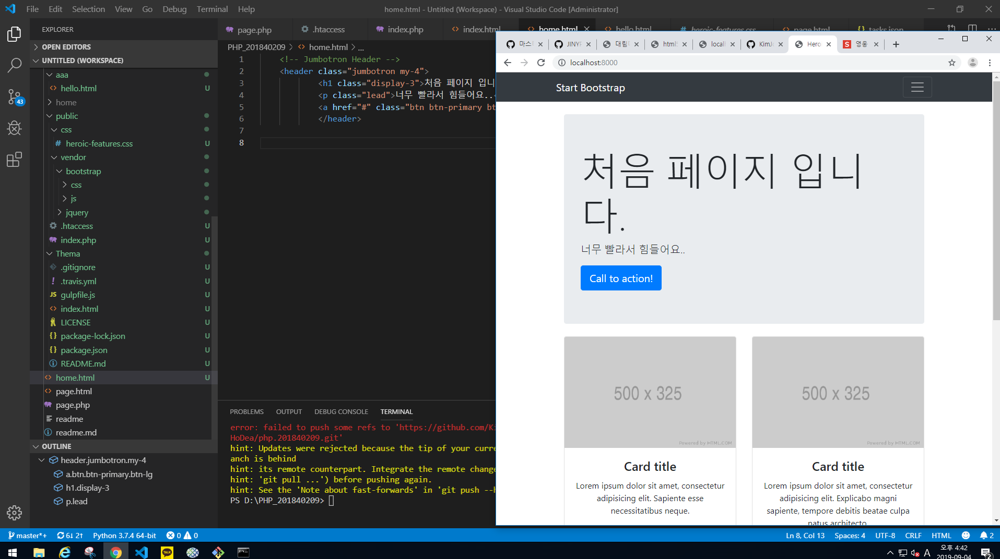 File Edit Selection View Go Debug Terminal Help
home.html - Untitled (Workspace) - Visual Studio Code [Administrator]
EXPLORER
OPEN EDITORS
UNTITLED (WORKSPACE)
aaa
hello.html U
home
public
css
heroic-features.css U
vendor
bootstrap
css
js
jquery
.htaccess U
index.php U
Thema
.gitignore U
.travis.yml U
gulpfile.js U
index.html U
LICENSE U
package-lock.json U
package.json U
README.md U
home.html U
page.html
page.php
readme
readme.md
OUTLINE
header.jumbotron.my-4
a.btn.btn-primary.btn-lg
h1.display-3
p.lead
43
page.php .htaccess index.php index.html home.html hello.html heroic-features.css page.html tasks.json
PHP_201840209 > home.html > ...
1 <!-- Jumbotron Header -->
2 <header class="jumbotron my-4">
3 <h1 class="display-3">처음 페이지 입니
4 <p class="lead">너무 빨라서 힘들어요..<
5 <a href="#" class="btn btn-primary bt
6 </header>
7
8
PROBLEMS OUTPUT DEBUG CONSOLE TERMINAL
error: failed to push some refs to 'https://github.com/Ki
HoDea/php.201840209.git'
hint: Updates were rejected because the tip of your curre
anch is behind
hint: its remote counterpart. Integrate the remote change
hint: 'git pull ...') before pushing again.
hint: See the 'Note about fast-forwards' in 'git push --h
PS D:\PHP_201840209>
마스 JINYP 대림 html locall KimJ Hero 영웅
localhost:8000
Start Bootstrap
처음 페이지 입니
다.
너무 빨라서 힘들어요..
Call to action!
500 x 325
Powered by HTML.COM
Card title
Lorem ipsum dolor sit amet, consectetur
adipisicing elit. Sapiente esse
necessitatibus neque.
500 x 325
Powered by HTML.COM
Card title
Lorem ipsum dolor sit amet, consectetur
adipisicing elit. Explicabo magni
sapiente, tempore debitis beatae culpa
natus architecto.
master*+ 6↓ 2↑ Python 3.7.4 64-bit 0 0
Ln 8, Col 13 Spaces: 4 UTF-8 CRLF HTML 2
TALK
A 오후 4:42
2019-09-04
2